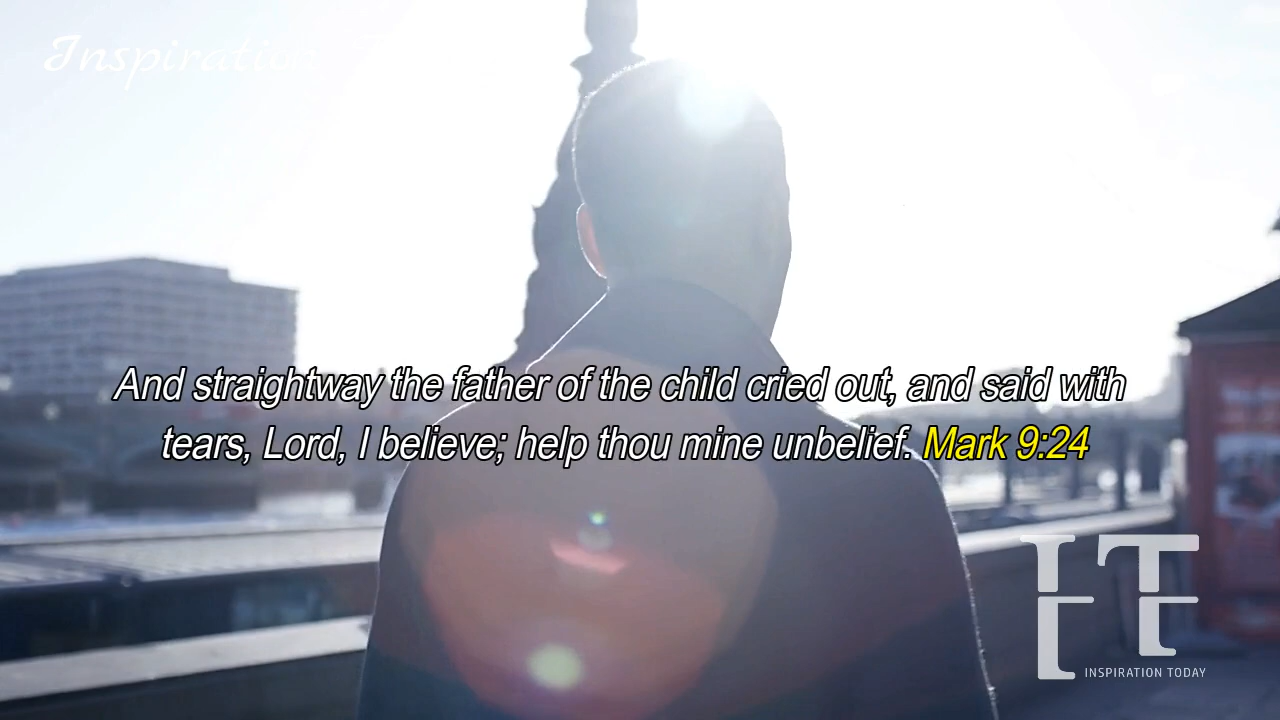 Inspiratio
And straightway the father of the child cried out, and said with
tears, Lord, I believe; help thou mine unbelief. Mark 9:24
IT
INSPIRATION TODAY